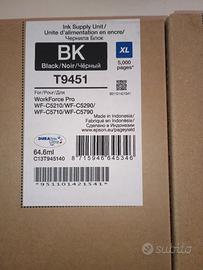 Ink Supply Unit/
Unité d'alimentation en encre/
Чернила Блок
BK
Black/Noir/Чёрный
XL
5,000
pages*
T9451
For/Pour/Для
WorkForce Pro
WF-C5210/WF-C5290/
WF-C5710/WF-C5790
DURABrite
Made in Indonesia/
Fabriqué en Indonésie/
Сделано в Индонезии
www.epson.eu/pageyield
64.6ml
C13T945140
8 715946 645346
*951101421541*
subito